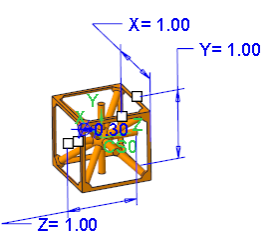 X= 1.00
Y= 1.00
Y
X
Z
Z= 1.00